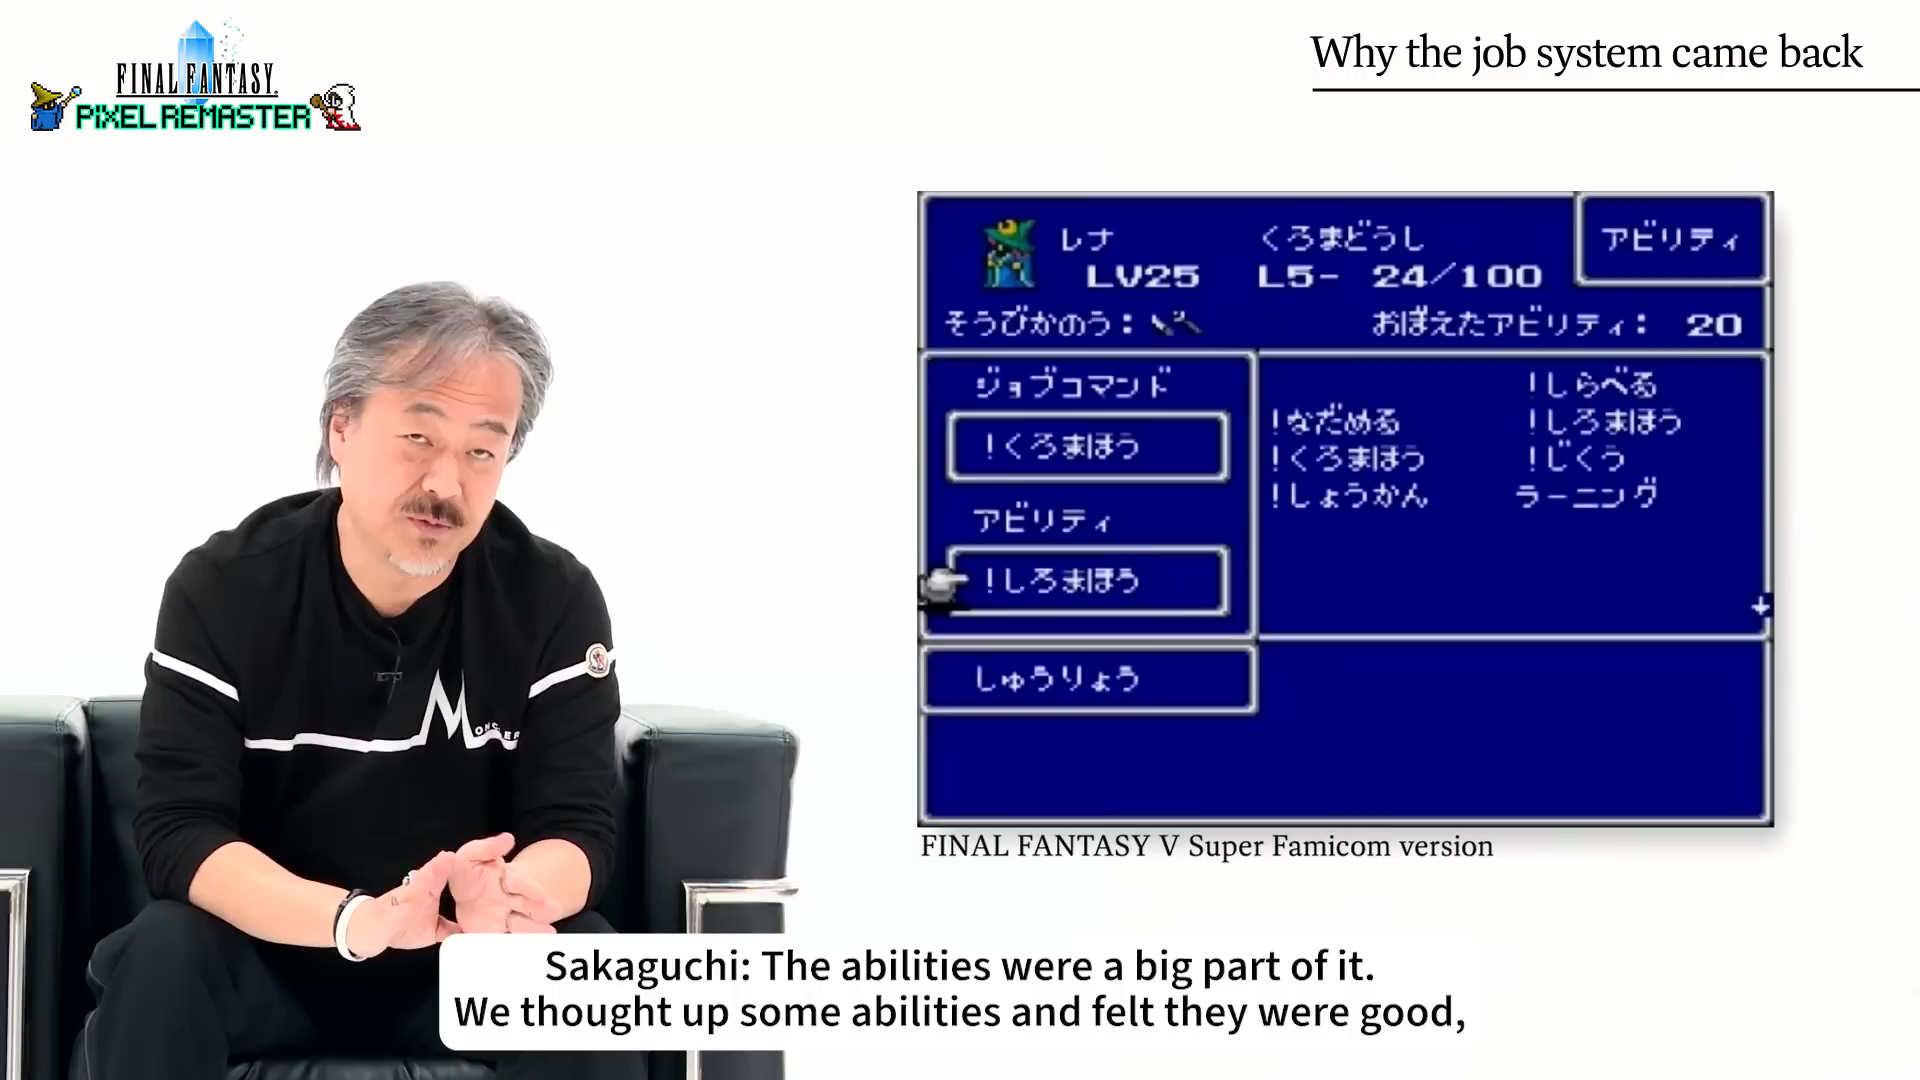 FINAL FANTASY
PIXEL REMASTER
Why the job system came back
レナ
くろまどうし
アビリティ
LV25
L5- 24/100
そうびかのう：
おぼえたアビリティ： 20
ジョブコマンド
！しらべる
！なだめる
！しろまほう
！くろまほう
！くろまほう
！じくう
！しょうかん
ラーニング
アビリティ
！しろまほう
しゅうりょう
FINAL FANTASY V Super Famicom version
MONCLER
Sakaguchi: The abilities were a big part of it.
We thought up some abilities and felt they were good,